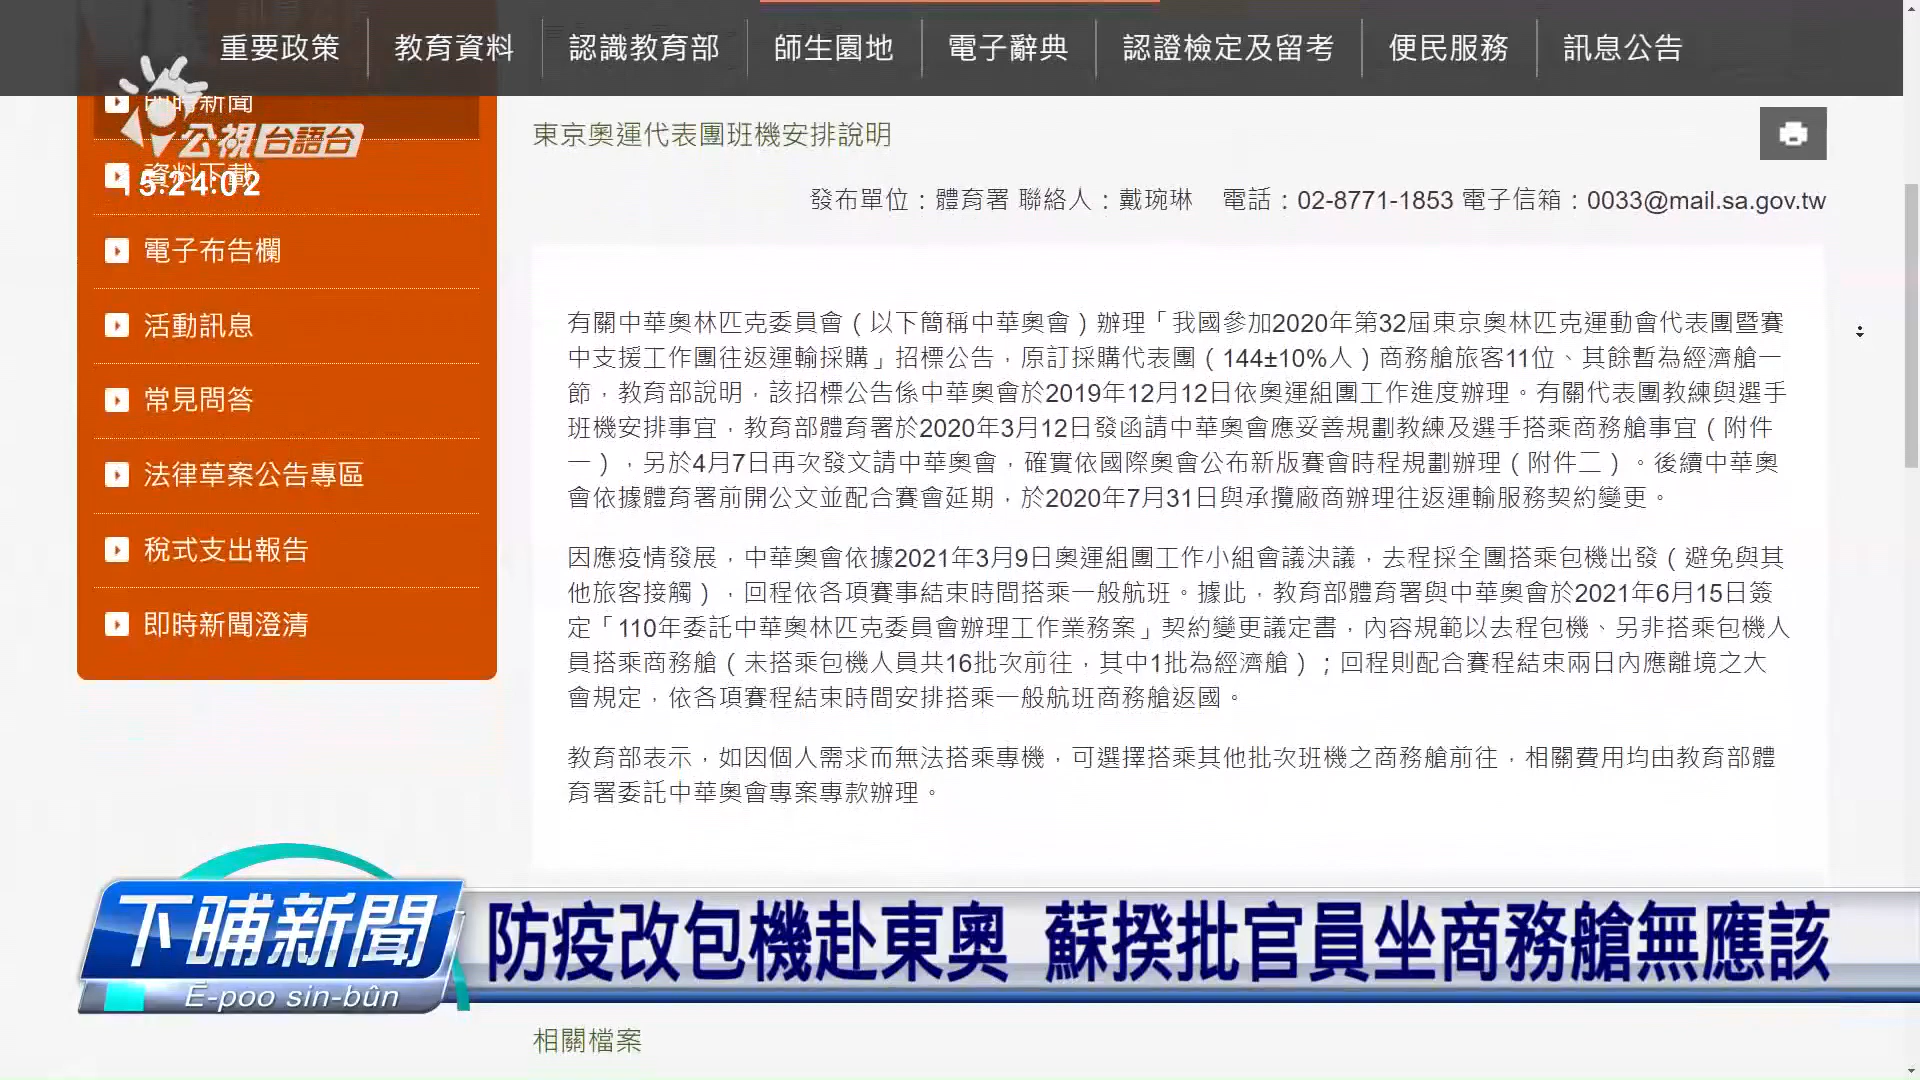 重要政策
教育資料
認識教育部
師生園地
電子辭典
認證檢定及留考
便民服務
訊息公告
即時新聞
公視台語台
資料下載
15:24:02
電子布告欄
活動訊息
常見問答
法律草案公告專區
稅式支出報告
即時新聞澄清
東京奧運代表團班機安排說明
發布單位：體育署 聯絡人：戴琬琳 電話：02-8771-1853 電子信箱：0033@mail.sa.gov.tw
有關中華奧林匹克委員會（以下簡稱中華奧會）辦理「我國參加2020年第32屆東京奧林匹克運動會代表團暨賽
中支援工作團往返運輸採購」招標公告，原訂採購代表團（144±10%人）商務艙旅客11位、其餘暫為經濟艙一
節，教育部說明，該招標公告係中華奧會於2019年12月12日依奧運組團工作進度辦理。有關代表團教練與選手
班機安排事宜，教育部體育署於2020年3月12日發函請中華奧會應妥善規劃教練及選手搭乘商務艙事宜（附件
一），另於4月7日再次發文請中華奧會，確實依國際奧會公布新版賽會時程規劃辦理（附件二）。後續中華奧
會依據體育署前開公文並配合賽會延期，於2020年7月31日與承攬廠商辦理往返運輸服務契約變更。
因應疫情發展，中華奧會依據2021年3月9日奧運組團工作小組會議決議，去程採全團搭乘包機出發（避免與其
他旅客接觸），回程依各項賽事結束時間搭乘一般航班。據此，教育部體育署與中華奧會於2021年6月15日簽
定「110年委託中華奧林匹克委員會辦理工作業務案」契約變更議定書，內容規範以去程包機、另非搭乘包機人
員搭乘商務艙（未搭乘包機人員共16批次前往，其中1批為經濟艙）；回程則配合賽程結束兩日內應離境之大
會規定，依各項賽程結束時間安排搭乘一般航班商務艙返國。
教育部表示，如因個人需求而無法搭乘專機，可選擇搭乘其他批次班機之商務艙前往，相關費用均由教育部體
育署委託中華奧會專案專款辦理。
下晡新聞
Ē-poo sin-bûn
防疫改包機赴東奧 蘇揆批官員坐商務艙無應該
相關檔案